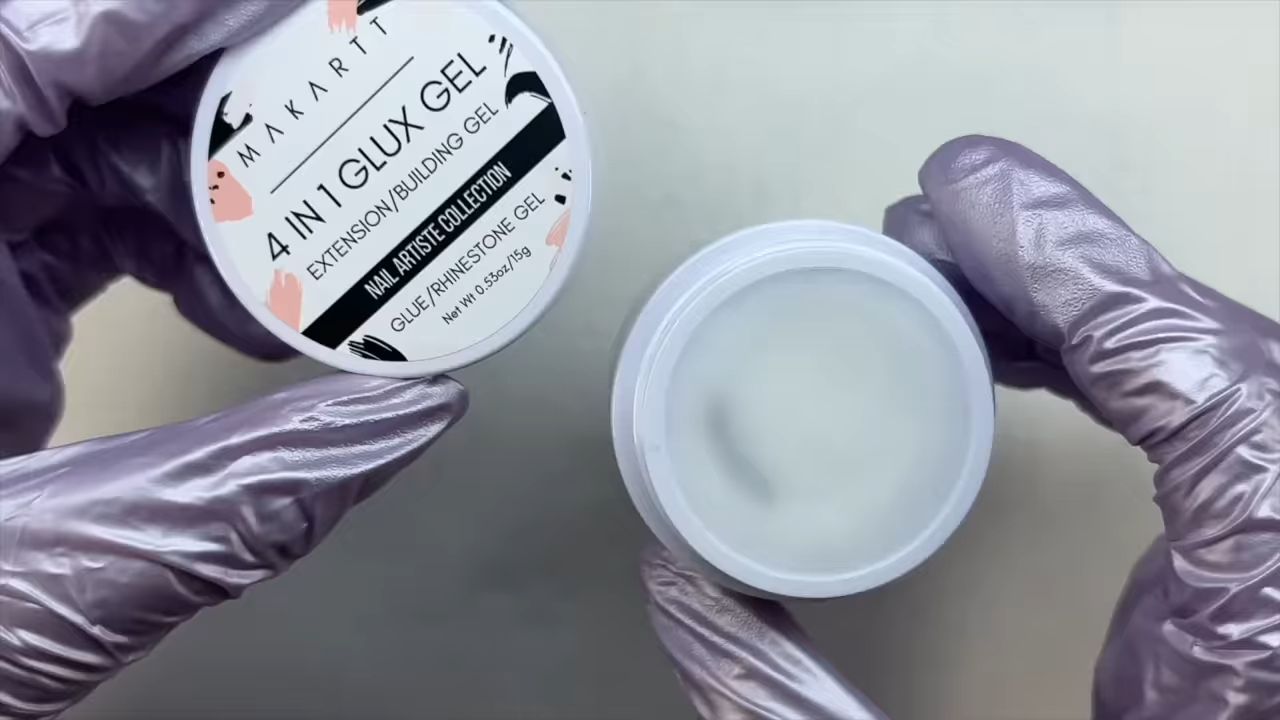 MAKARTT
4 IN 1 GLUX GEL
EXTENSION/BUILDING GEL
NAIL ARTISTE COLLECTION
GLUE/RHINESTONE GEL
Net Wt 0.53oz/15g